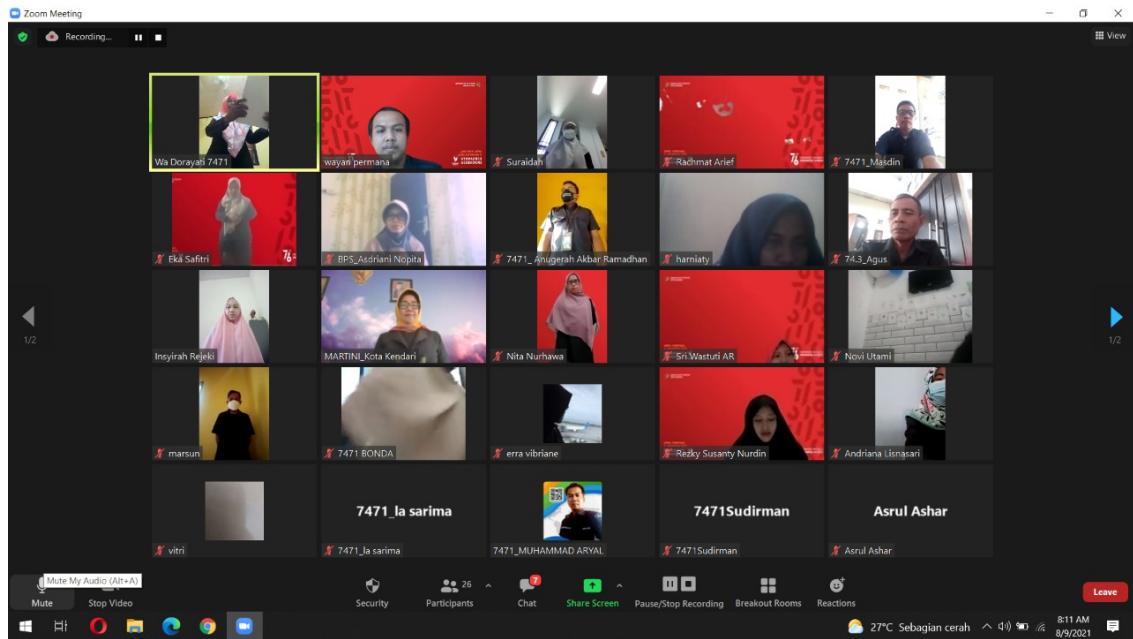 Zoom Meeting
Recording...
View
Wa Dorayati 7471
wayan permana
Suraidah
Rachmat Arief
7471_Masdin
Eka Safitri
BPS_Asdriani Nopita
7471_ Anugerah Akbar Ramadhan
harniaty
74.3_Agus
1/2
1/2
Insyirah Rejeki
MARTINI_Kota Kendari
Nita Nurhawa
Sri Wastuti AR
Novi Utami
marsun
7471 BONDA
erra vibriane
Rezky Susanty Nurdin
Andriana Lisnasari
7471_la sarima
7471Sudirman
Asrul Ashar
vitri
7471_la sarima
7471_MUHAMMAD ARYAL
7471Sudirman
Asrul Ashar
Mute My Audio (Alt+A)
26
7
Mute
Stop Video
Security
Participants
Chat
Share Screen
Pause/Stop Recording
Breakout Rooms
Reactions
Leave
27°C Sebagian cerah
8:11 AM
8/9/2021